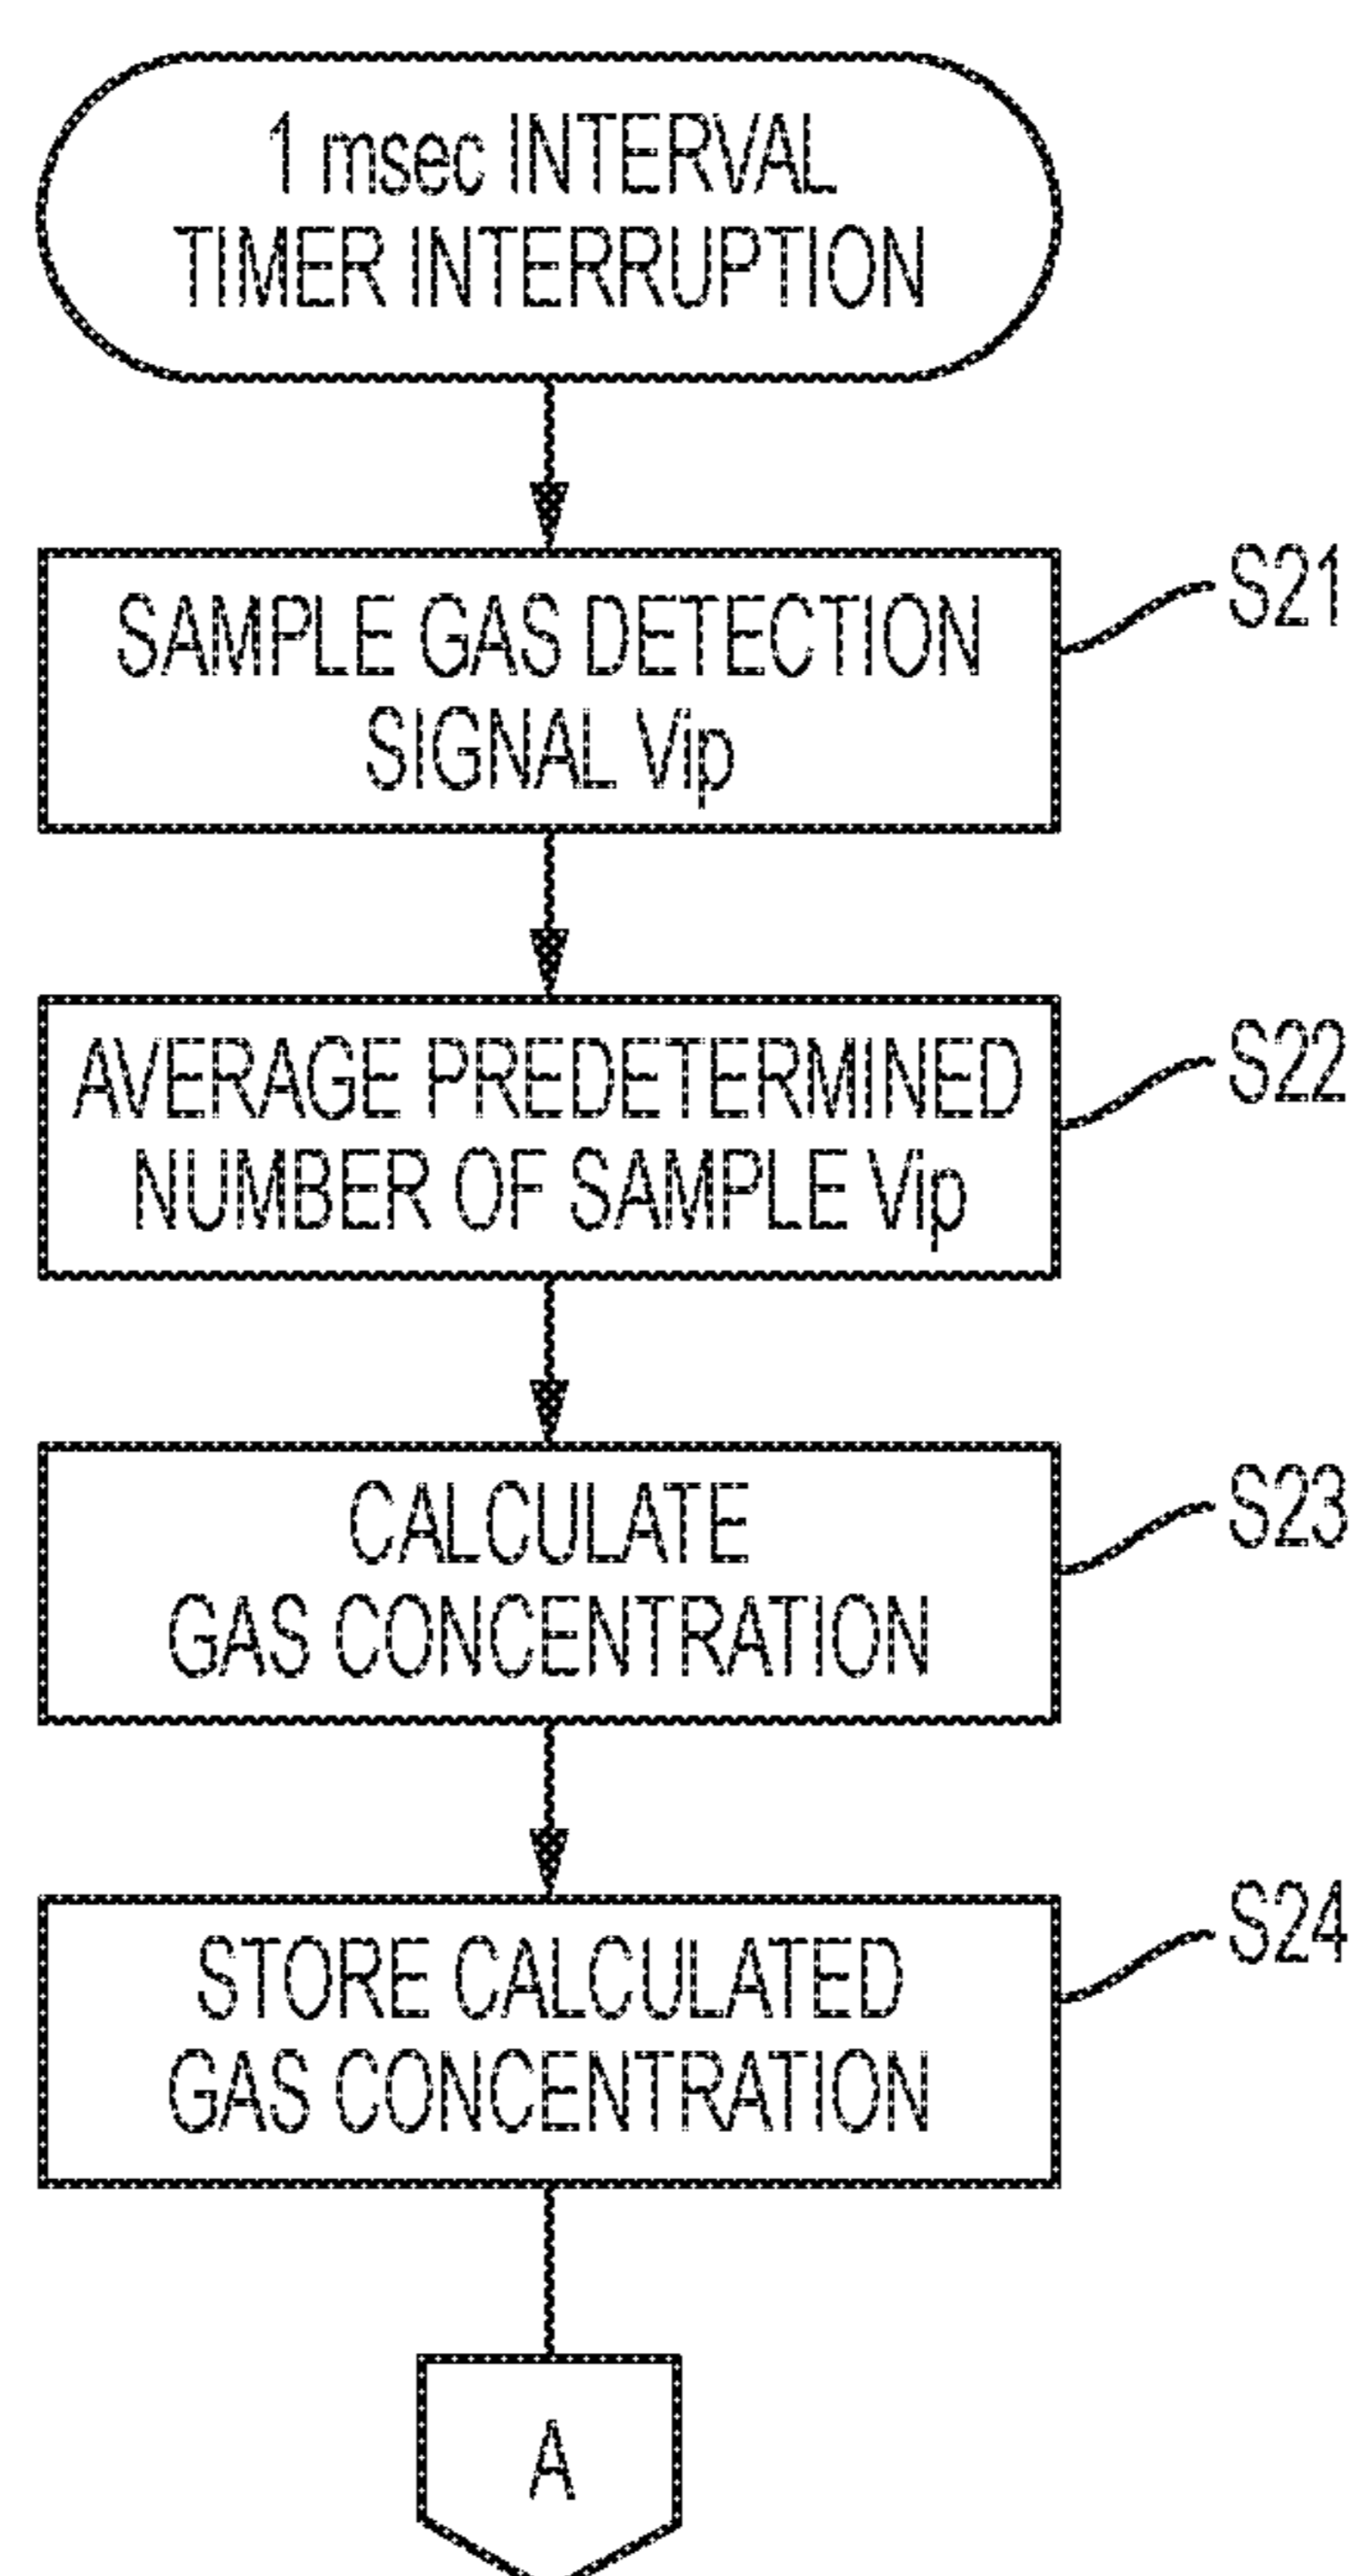 1 msec INTERVAL
TIMER INTERRUPTION
SAMPLE GAS DETECTION
SIGNAL Vip
S21
AVERAGE PREDETERMINED
NUMBER OF SAMPLE Vip
S22
CALCULATE
GAS CONCENTRATION
S23
STORE CALCULATED
GAS CONCENTRATION
S24
A